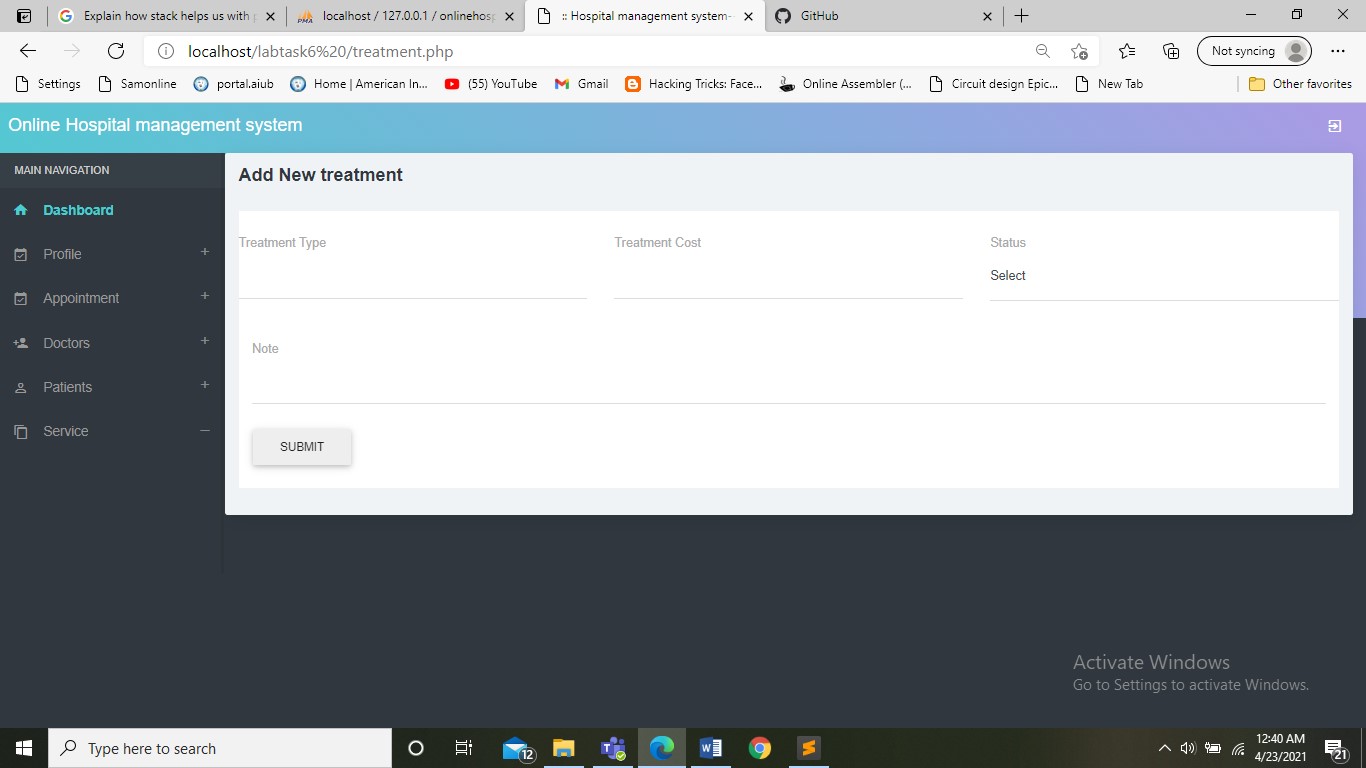 Explain how stack helps us with
localhost / 127.0.0.1 / onlinehosp
:: Hospital management system-
GitHub
localhost/labtask6%20/treatment.php
Not syncing
Settings
Samonline
portal.aiub
Home | American In...
(55) YouTube
Gmail
Hacking Tricks: Face...
Online Assembler (...
Circuit design Epic...
New Tab
Other favorites
Online Hospital management system
MAIN NAVIGATION
Dashboard
Profile
Appointment
Doctors
Patients
Service
Add New treatment
Treatment Type
Treatment Cost
Status
Select
Note
SUBMIT
Activate Windows
Go to Settings to activate Windows.
Type here to search
12
12:40 AM
4/23/2021
21